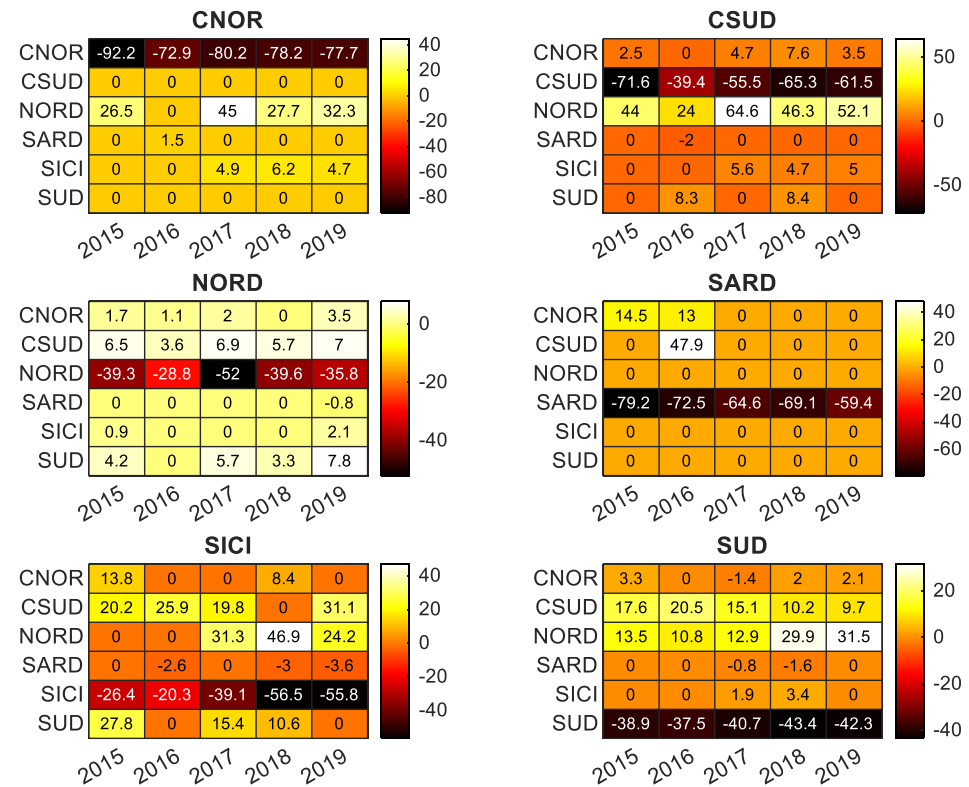 CNOR
CNOR -92.2 -72.9 -80.2 -78.2 -77.7
CSUD 0 0 0 0 0
NORD 26.5 0 45 27.7 32.3
SARD 0 1.5 0 0 0
SICI 0 0 4.9 6.2 4.7
SUD 0 0 0 0 0
2015 2016 2017 2018 2019
40
20
0
-20
-40
-60
-80
CSUD
CNOR 2.5 0 4.7 7.6 3.5
CSUD -71.6 -39.4 -55.5 -65.3 -61.5
NORD 44 24 64.6 46.3 52.1
SARD 0 -2 0 0 0
SICI 0 0 5.6 4.7 5
SUD 0 8.3 0 8.4 0
2015 2016 2017 2018 2019
50
0
-50
NORD
CNOR 1.7 1.1 2 0 3.5
CSUD 6.5 3.6 6.9 5.7 7
NORD -39.3 -28.8 -52 -39.6 -35.8
SARD 0 0 0 0 -0.8
SICI 0.9 0 0 0 2.1
SUD 4.2 0 5.7 3.3 7.8
2015 2016 2017 2018 2019
0
-20
-40
SARD
CNOR 14.5 13 0 0 0
CSUD 0 47.9 0 0 0
NORD 0 0 0 0 0
SARD -79.2 -72.5 -64.6 -69.1 -59.4
SICI 0 0 0 0 0
SUD 0 0 0 0 0
2015 2016 2017 2018 2019
40
20
0
-20
-40
-60
SICI
CNOR 13.8 0 0 8.4 0
CSUD 20.2 25.9 19.8 0 31.1
NORD 0 0 31.3 46.9 24.2
SARD 0 -2.6 0 -3 -3.6
SICI -26.4 -20.3 -39.1 -56.5 -55.8
SUD 27.8 0 15.4 10.6 0
2015 2016 2017 2018 2019
40
20
0
-20
-40
SUD
CNOR 3.3 0 -1.4 2 2.1
CSUD 17.6 20.5 15.1 10.2 9.7
NORD 13.5 10.8 12.9 29.9 31.5
SARD 0 0 -0.8 -1.6 0
SICI 0 0 1.9 3.4 0
SUD -38.9 -37.5 -40.7 -43.4 -42.3
2015 2016 2017 2018 2019
20
0
-20
-40